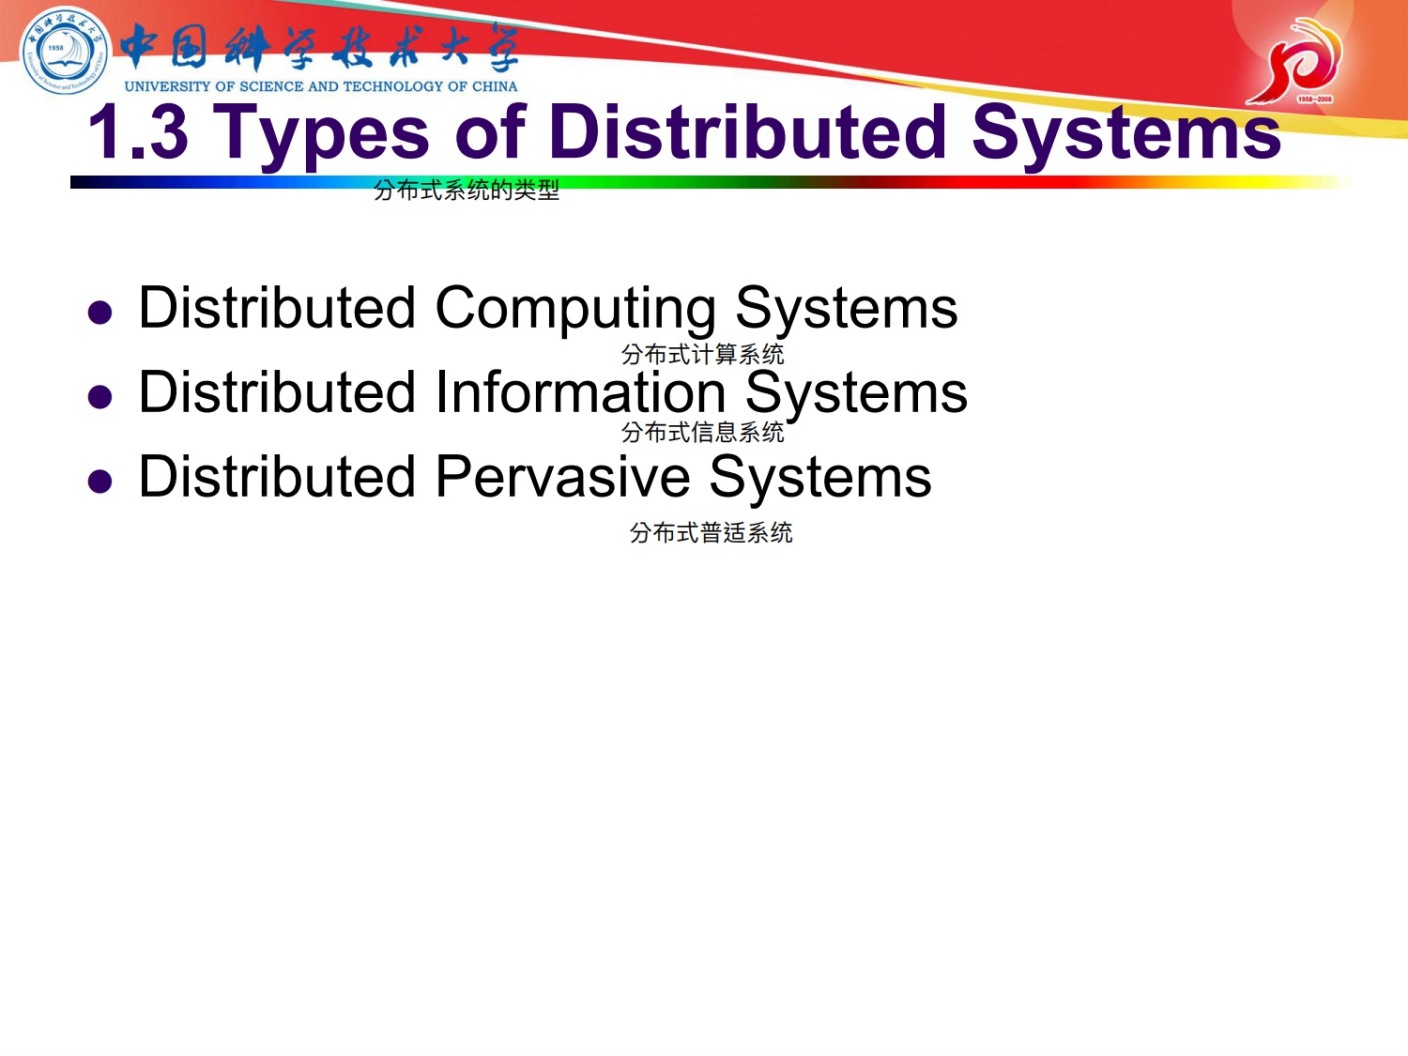 中国科学技术大学
UNIVERSITY OF SCIENCE AND TECHNOLOGY OF CHINA
1958—2008
1.3 Types of Distributed Systems
分布式系统的类型
● Distributed Computing Systems
分布式计算系统
● Distributed Information Systems
分布式信息系统
● Distributed Pervasive Systems
分布式普适系统